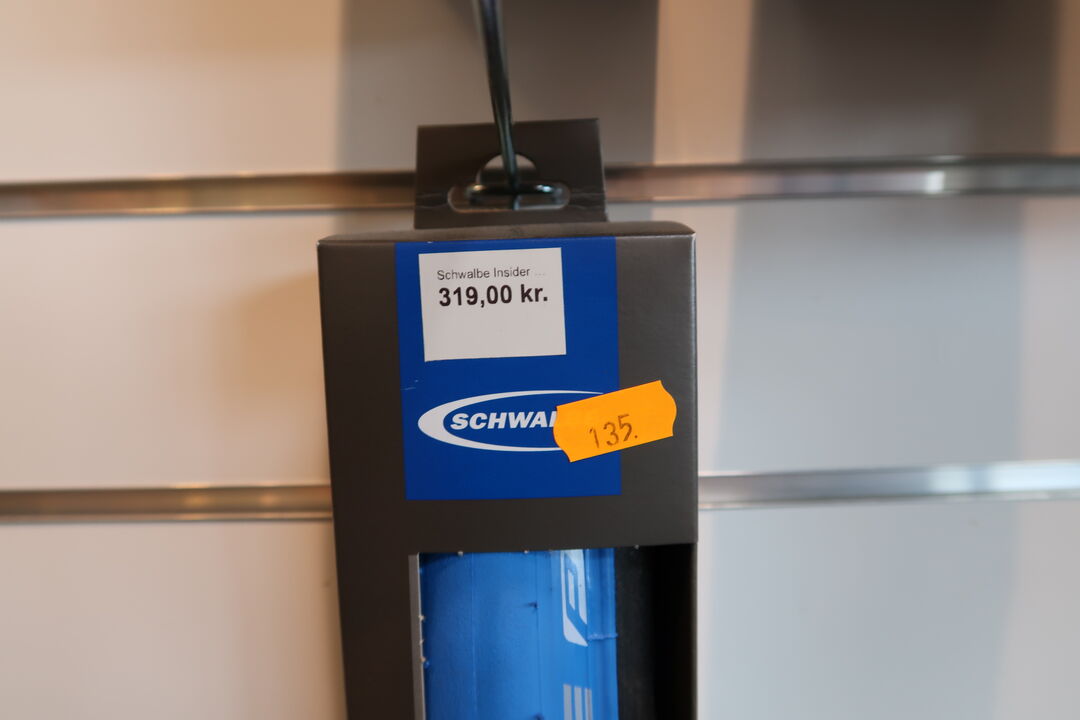 Schwalbe Insider ...
319,00 kr.
SCHWAL
135.